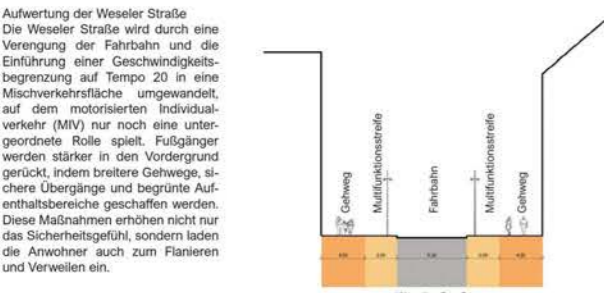 Aufwertung der Weseler Straße
Die Weseler Straße wird durch eine
Verengung der Fahrbahn und die
Einführung einer Geschwindigkeits-
begrenzung auf Tempo 20 in eine
Mischverkehrsfläche umgewandelt,
auf dem motorisierten Individual-
verkehr (MIV) nur noch eine unter-
geordnete Rolle spielt. Fußgänger
werden stärker in den Vordergrund
gerückt, indem breitere Gehwege, si-
chere Übergänge und begrünte Auf-
enthaltsbereiche geschaffen werden.
Diese Maßnahmen erhöhen nicht nur
das Sicherheitsgefühl, sondern laden
die Anwohner auch zum Flanieren
und Verweilen ein.
Gehweg
Multifunktionsstreife
Fahrbahn
Multifunktionsstreife
Gehweg